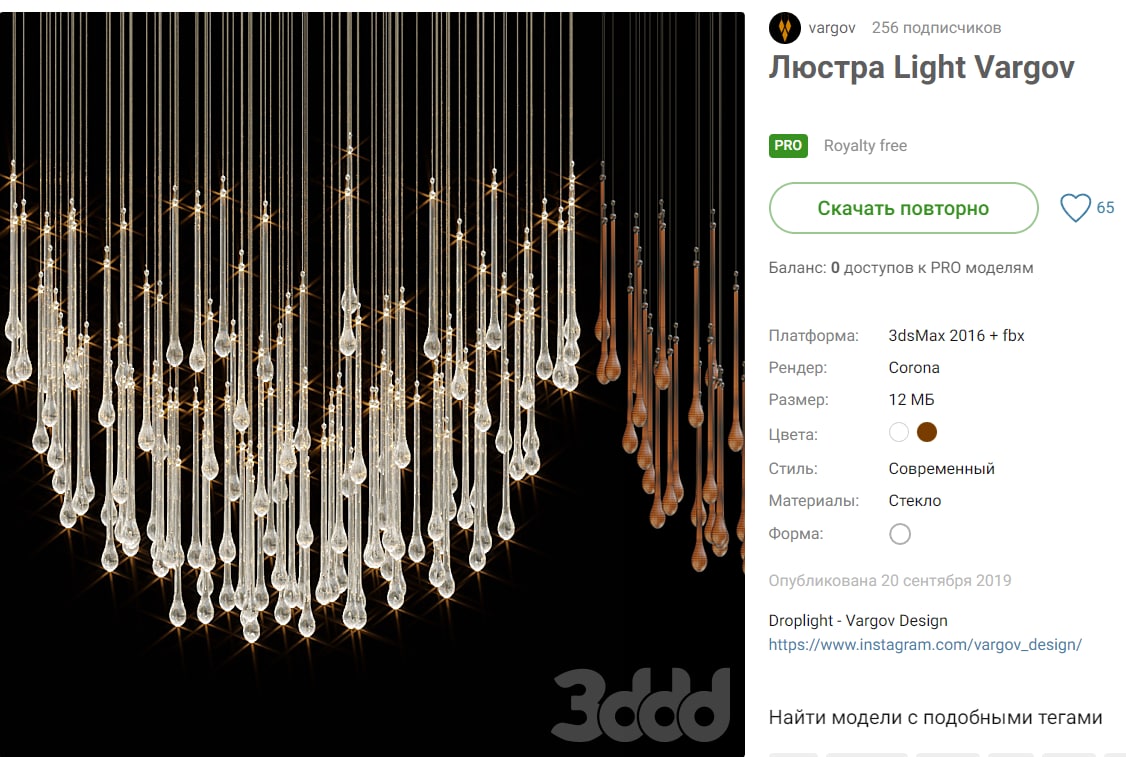 vargov 256 подписчиков
Люстра Light Vargov
PRO Royalty free
Скачать повторно 65
Баланс: 0 доступов к PRO моделям
Платформа: 3dsMax 2016 + fbx
Рендер: Corona
Размер: 12 МБ
Цвета:
Стиль: Современный
Материалы: Стекло
Форма:
Опубликована 20 сентября 2019
Droplight - Vargov Design
https://www.instagram.com/vargov_design/
3ddd
Найти модели с подобными тегами